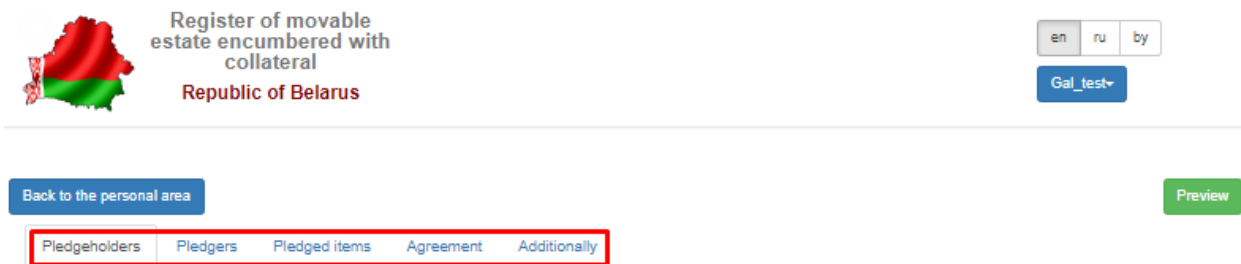 Register of movable
estate encumbered with
collateral
Republic of Belarus
en ru by
Gal_test
Back to the personal area
Preview
Pledgeholders Pledgers Pledged items Agreement Additionally